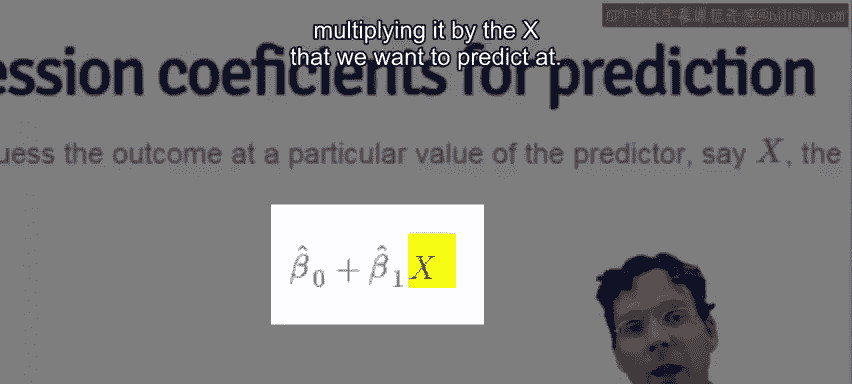 multiplying it by the X
that we want to predict at.
ession coeficients for prediction
uess the outcome at a particular value of the predictor, say X, the
β̂₀ + β̂₁X